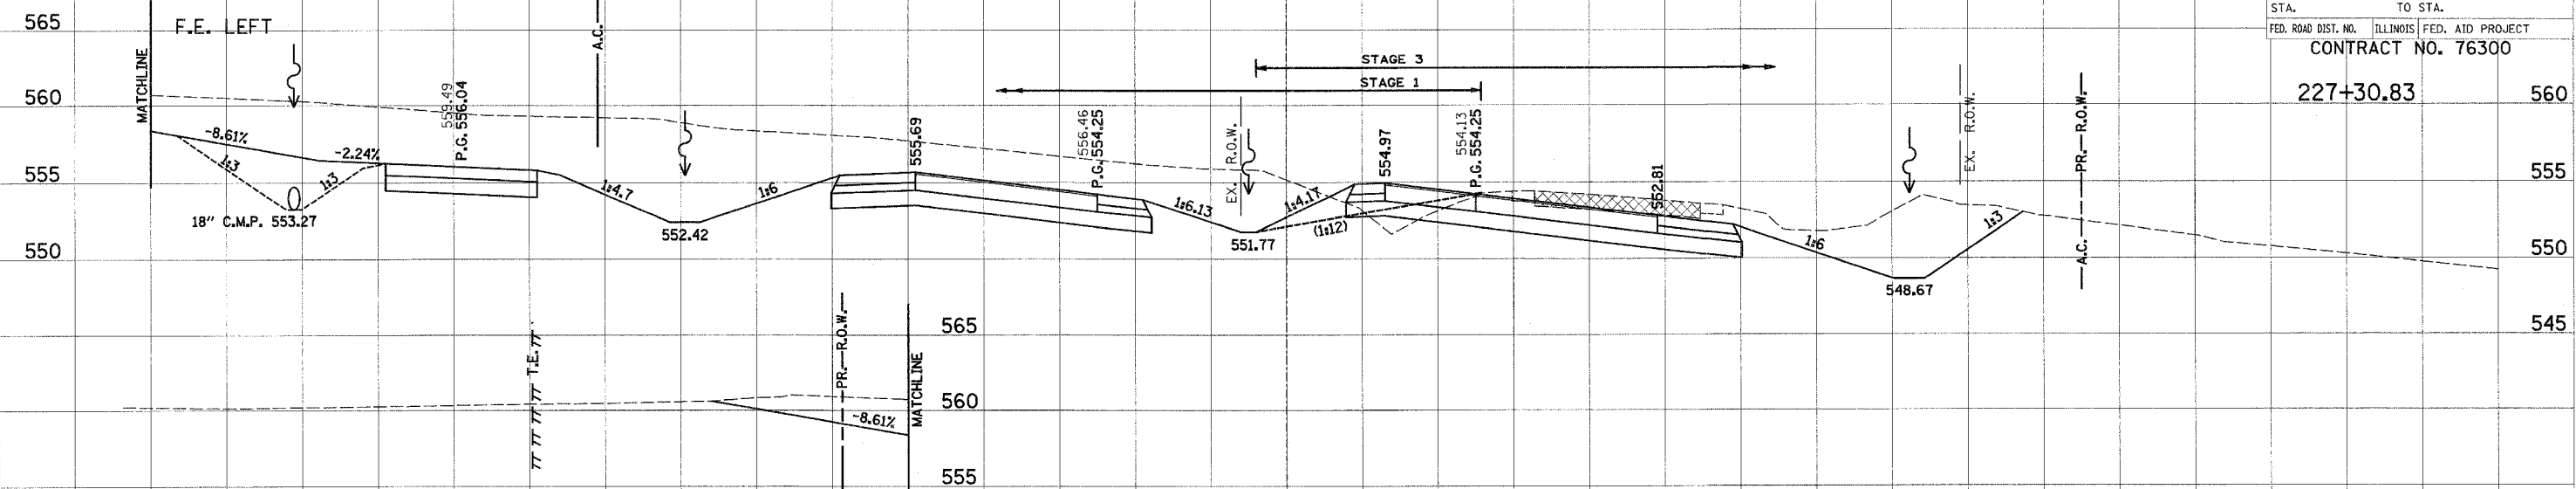 STA. TO STA.
FED. ROAD DIST. NO. ILLINOIS FED. AID PROJECT
CONTRACT NO. 76300
227+30.83
565
560
555
550
F.E. LEFT
MATCHLINE
A.C.
-8.61%
1:3
1:3
18" C.M.P. 553.27
-2.24%
559.49
P.G. 556.04
1:4.7
552.42
1:6
555.69
STAGE 3
STAGE 1
556.46
P.G. 554.25
1:6.13
EX. R.O.W.
551.77
1:4.17
(1:12)
554.97
554.13
P.G. 554.25
552.81
1:6
548.67
1:3
EX. R.O.W.
A.C. PR. R.O.W.
560
555
550
545
T.E.
PR. R.O.W.
-8.61%
MATCHLINE
565
560
555